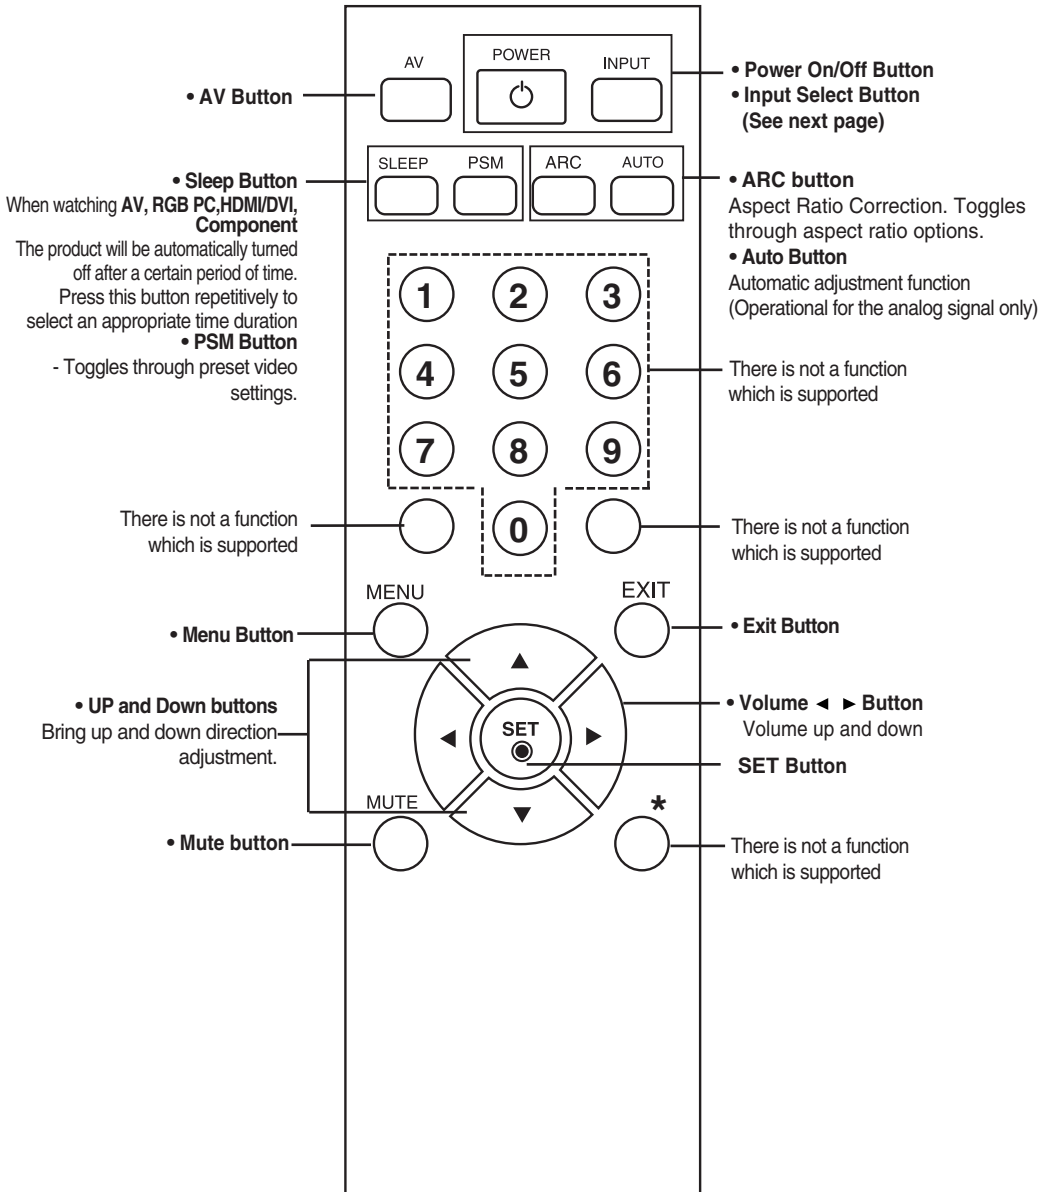 AV
POWER
INPUT
• AV Button
• Power On/Off Button
• Input Select Button
(See next page)
SLEEP
PSM
ARC
AUTO
• Sleep Button
When watching AV, RGB PC,HDMI/DVI,
Component
The product will be automatically turned
off after a certain period of time.
Press this button repetitively to
select an appropriate time duration
• PSM Button
- Toggles through preset video
settings.
• ARC button
Aspect Ratio Correction. Toggles
through aspect ratio options.
• Auto Button
Automatic adjustment function
(Operational for the analog signal only)
1 2 3
4 5 6
7 8 9
0
There is not a function
which is supported
There is not a function
which is supported
There is not a function
which is supported
MENU
EXIT
• Menu Button
• Exit Button
• UP and Down buttons
Bring up and down direction
adjustment.
▲
◄
SET
►
▼
• Volume ◄ ► Button
Volume up and down
SET Button
MUTE
*
• Mute button
There is not a function
which is supported